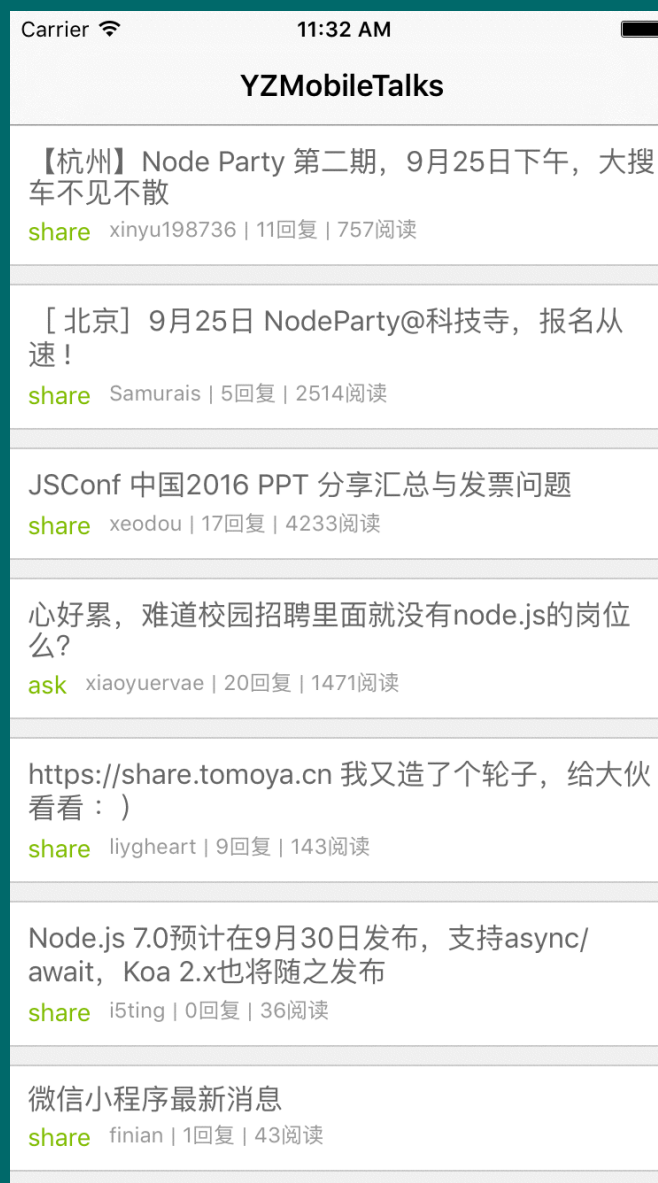 Carrier 11:32 AM
YZMobileTalks
【杭州】Node Party 第二期，9月25日下午，大搜
车不见不散
share xinyu198736 | 11回复 | 757阅读
［ 北京］9月25日 NodeParty@科技寺，报名从
速！
share Samurais | 5回复 | 2514阅读
JSConf 中国2016 PPT 分享汇总与发票问题
share xeodou | 17回复 | 4233阅读
心好累，难道校园招聘里面就没有node.js的岗位
么?
ask xiaoyuervae | 20回复 | 1471阅读
https://share.tomoya.cn 我又造了个轮子，给大伙
看看 ：)
share liygheart | 9回复 | 143阅读
Node.js 7.0预计在9月30日发布，支持async/
await，Koa 2.x也将随之发布
share i5ting | 0回复 | 36阅读
微信小程序最新消息
share finian | 1回复 | 43阅读